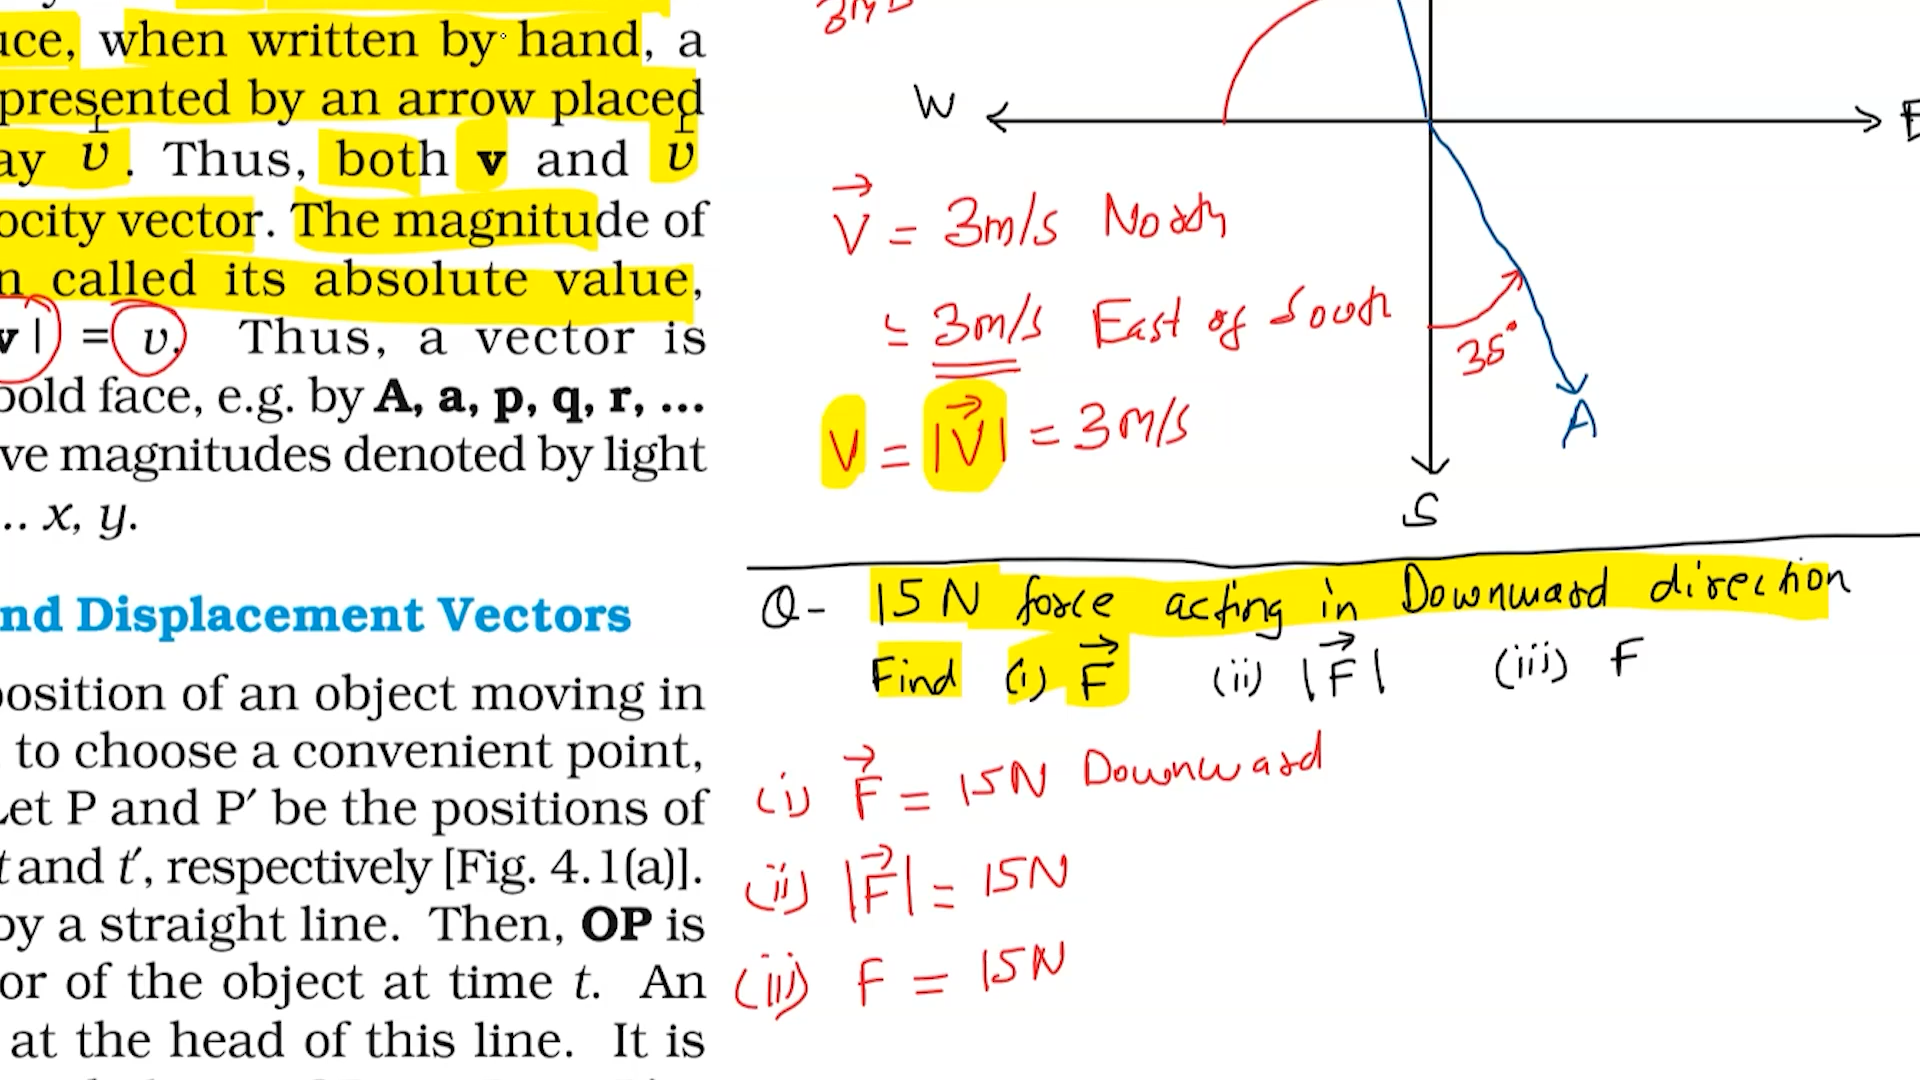 uce, when written by hand, a
presented by an arrow placed
ay v. Thus, both v and v
ocity vector. The magnitude of
n called its absolute value,
v| = v. Thus, a vector is
bold face, e.g. by A, a, p, q, r, ...
ve magnitudes denoted by light
.. x, y.
nd Displacement Vectors
position of an object moving in
to choose a convenient point,
Let P and P′ be the positions of
t and t′, respectively [Fig. 4.1(a)].
by a straight line. Then, OP is
or of the object at time t. An
at the head of this line. It is
W
E
V⃗ = 3m/s North
= 3m/s East of South
V = |V⃗| = 3m/s
35°
A
S
Q- 15N force acting in Downward direction
Find (i) F⃗ (ii) |F⃗| (iii) F
(i) F⃗ = 15N Downward
(ii) |F⃗| = 15N
(iii) F = 15N